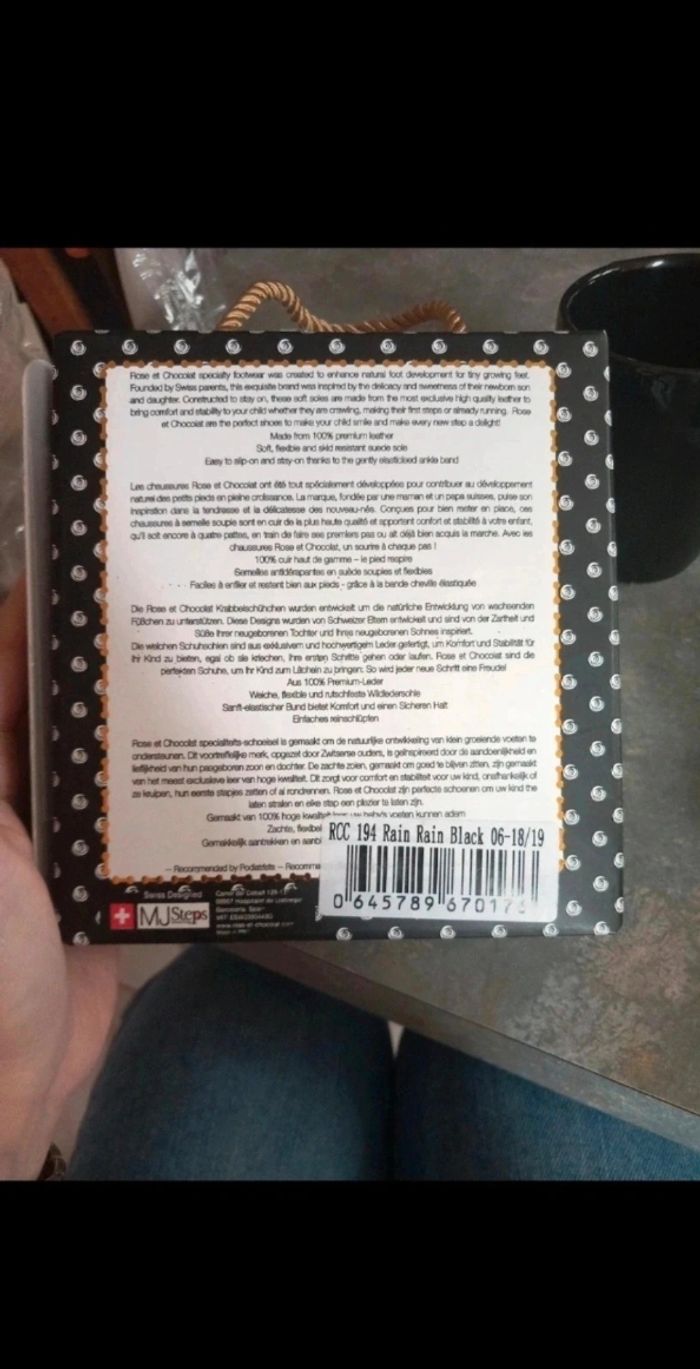 Rose et Chocolat specialty footwear was created to enhance natural foot development for tiny growing feet.
Founded by Swiss parents, this exquisite brand was inspired by the delicacy and sweetness of their newborn son
and daughter. Constructed to stay on, these soft soles are made from the most exclusive high quality leather to
bring comfort and stability to your child whether they are crawling, making their first steps or already running. Rose
et Chocolat are the perfect shoes to make your child smile and make every new step a delight!
Made from 100% premium leather
Soft, flexible and skid resistant suede sole
Easy to slip-on and stay-on thanks to the gently elasticised ankle band
Les chaussures Rose et Chocolat ont été tout spécialement développées pour contribuer au développement
naturel des petits pieds en pleine croissance. La marque, fondée par une maman et un papa suisses, puise son
inspiration dans la tendresse et la délicatesse des nouveau-nés. Conçues pour bien rester en place, ces
chaussures à semelle souple sont en cuir de la plus haute qualité et apportent confort et stabilité à votre enfant,
qu'il soit encore à quatre pattes, en train de faire ses premiers pas ou ait déjà bien acquis la marche. Avec les
chaussures Rose et Chocolat, un sourire à chaque pas !
100% cuir haut de gamme – le pied respire
Semelles antidérapantes en suède souples et flexibles
Faciles à enfiler et restent bien aux pieds - grâce à la bande cheville élastiquée
Die Rose et Chocolat Krabbelschühchen wurden entwickelt um die natürliche Entwicklung von wachsenden
Füßchen zu unterstützen. Diese Designs wurden von Schweizer Eltern entwickelt und sind von der Zartheit und
Süße ihrer neugeborenen Tochter und ihres neugeborenen Sohnes inspiriert.
Die weichen Schuhschien sind aus exklusivem und hochwertigem Leder gefertigt, um Komfort und Stabilität für
Ihr Kind zu bieten, egal ob sie kriechen, ihre ersten Schritte gehen oder laufen. Rose et Chocolat sind die
perfekten Schuhe, um Ihr Kind zum Lächeln zu bringen. So wird jeder neue Schritt eine Freude!
Aus 100% Premium-Leder
Weiche, flexible und rutschfeste Wildledersohle
Sanft-elastischer Bund bietet Komfort und einen Sicheren Halt
Einfaches reinschlüpfen
Rose et Chocolat specialiteits-schoeisel is gemaakt om de natuurlijke ontwikkeling van klein groeiende voeten te
ondersteunen. Dit voortreffelijke merk, opgezet door Zwitserse ouders, is geïnspireerd door de aandoenlijkheid en
lieflijkheid van hun pasgeboren zoon en dochter. De zachte zolen, gemaakt om goed te blijven zitten, zijn gemaakt
van het meest exclusieve leer van hoge kwaliteit. Dit zorgt voor comfort en stabiliteit voor uw kind, onafhankelijk of
ze kruipen, hun eerste stapjes zetten of al rondrennen. Rose et Chocolat zijn perfecte schoenen om uw kind the
laten stralen en elke stap een plezier te laten zijn.
Gemaakt van 100% hoge voeten kunnen adem
Zachte,
Gemakkelijk aantrekken en
-- Recommended by Podiatrists --
RCC 194 Rain Rain Black 06-18/19
0 645789 67017
Swiss Designed
MJSteps
Barcelona, Spain